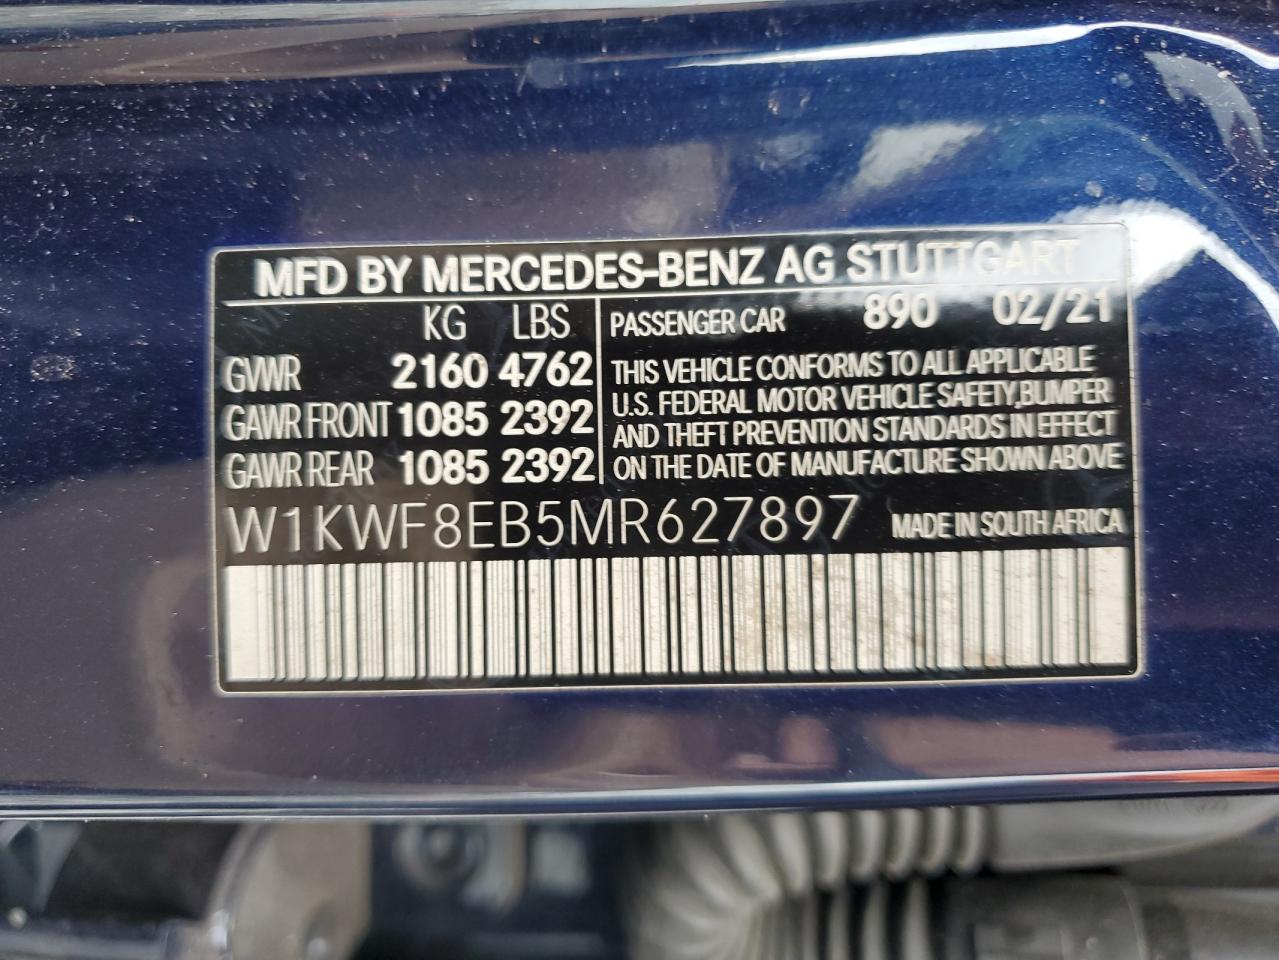 MFD BY MERCEDES-BENZ AG STUTTGART
KG LBS
GVWR 2160 4762
GAWR FRONT 1085 2392
GAWR REAR 1085 2392
PASSENGER CAR 890 02/21
THIS VEHICLE CONFORMS TO ALL APPLICABLE
U.S. FEDERAL MOTOR VEHICLE SAFETY, BUMPER
AND THEFT PREVENTION STANDARDS IN EFFECT
ON THE DATE OF MANUFACTURE SHOWN ABOVE
W1KWF8EB5MR627897 MADE IN SOUTH AFRICA